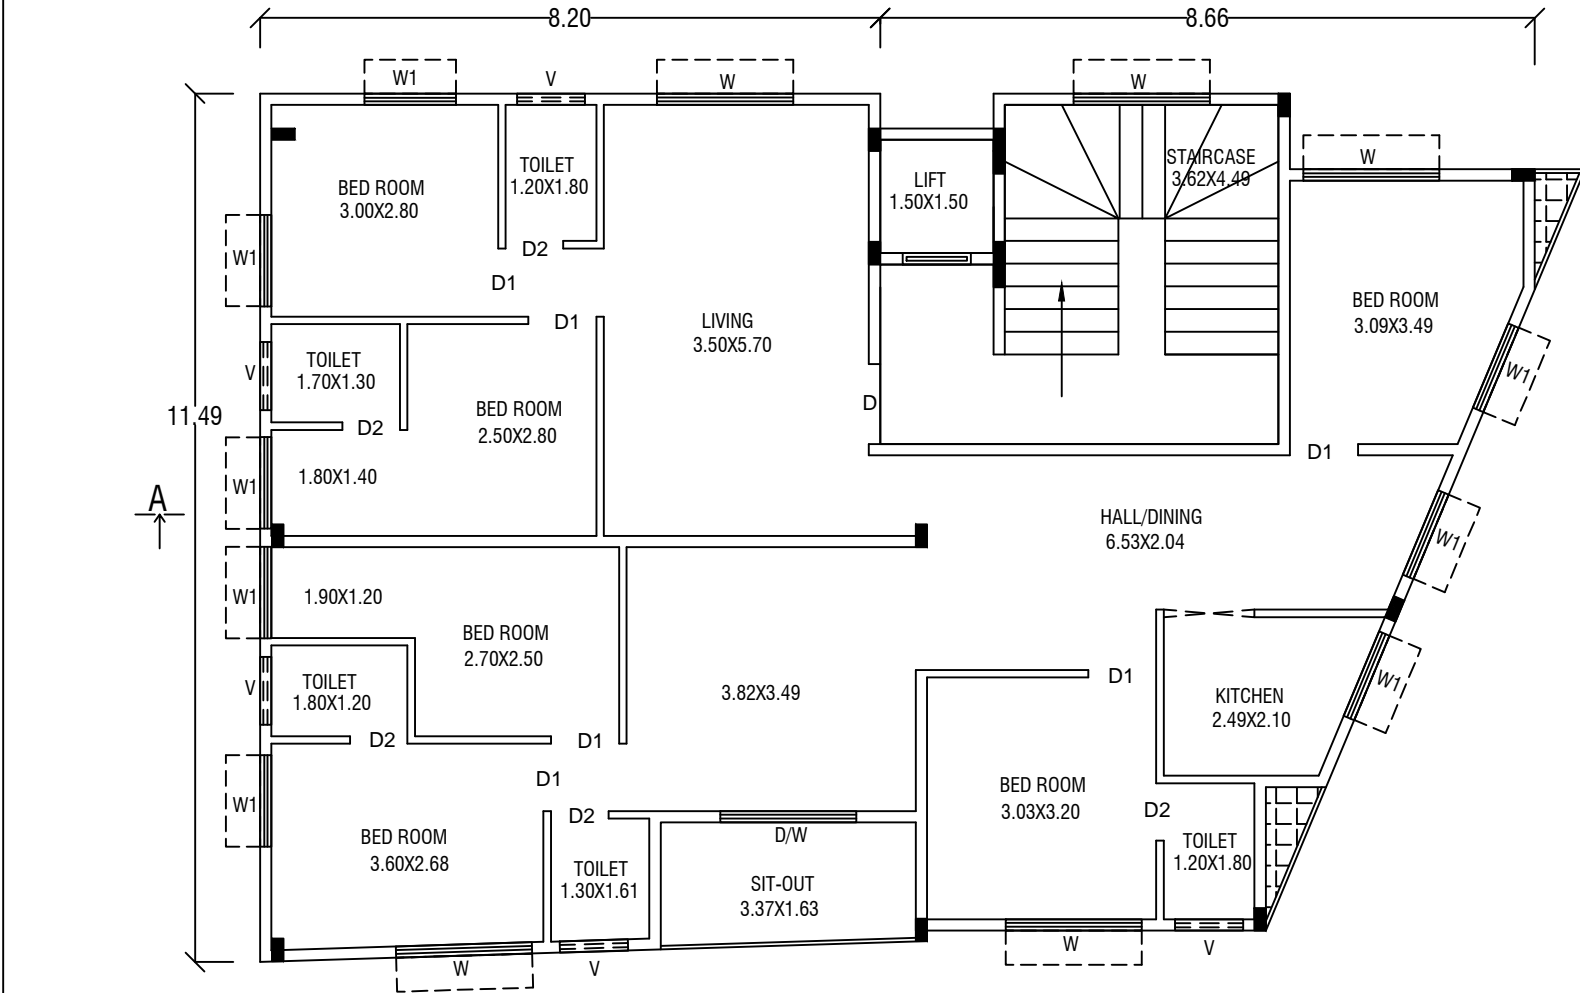 8.20
8.66
W1
V
W
W
W
STAIRCASE
3.62X4.49
TOILET
1.20X1.80
BED ROOM
3.00X2.80
LIFT
1.50X1.50
W1
D2
D1
BED ROOM
3.09X3.49
D1
LIVING
3.50X5.70
TOILET
1.70X1.30
V
W1
D
11.49
BED ROOM
2.50X2.80
D2
D1
1.80X1.40
W1
A
HALL/DINING
6.53X2.04
W1
W1
1.90X1.20
BED ROOM
2.70X2.50
V
TOILET
1.80X1.20
3.82X3.49
D1
KITCHEN
2.49X2.10
W1
D2
D1
D1
W1
BED ROOM
3.03X3.20
D2
D2
D/W
BED ROOM
3.60X2.68
TOILET
1.30X1.61
SIT-OUT
3.37X1.63
TOILET
1.20X1.80
W
V
W
V